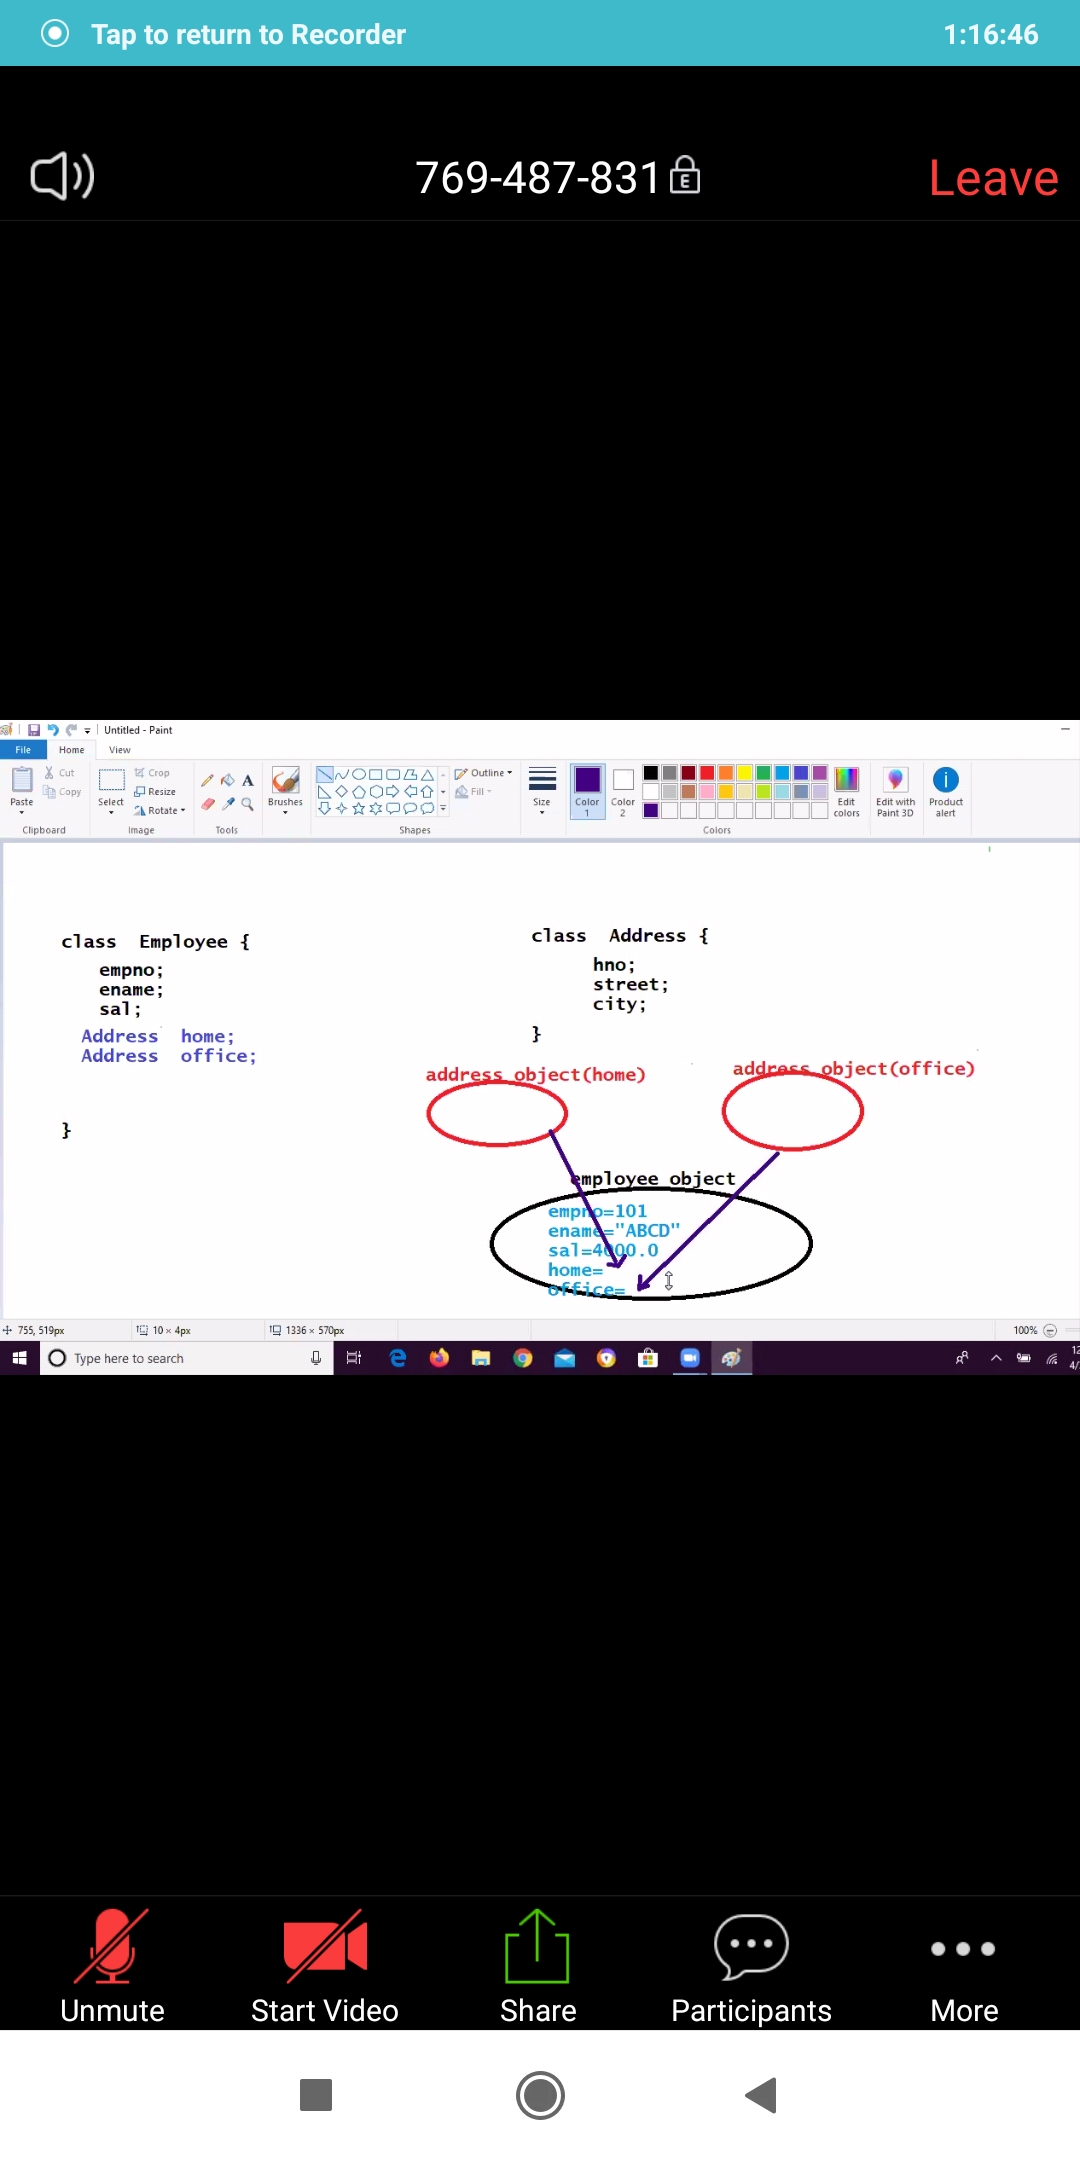 Tap to return to Recorder 1:16:46
769-487-831 E Leave
Untitled - Paint
File Home View
Paste
Cut
Copy
Clipboard
Select
Crop
Resize
Rotate
Image
A
Tools
Brushes
Shapes
Outline
Fill
Size
Color 1
Color 2
Colors
Edit colors
Edit with Paint 3D
Product alert
class Employee {
empno;
ename;
sal;
Address home;
Address office;
}
class Address {
hno;
street;
city;
}
address object(home)
address object(office)
employee object
empno=101
ename="ABCD"
sal=4000.0
home=
office=
755, 519px 10 × 4px 1336 × 570px 100%
Type here to search
Unmute Start Video Share Participants More